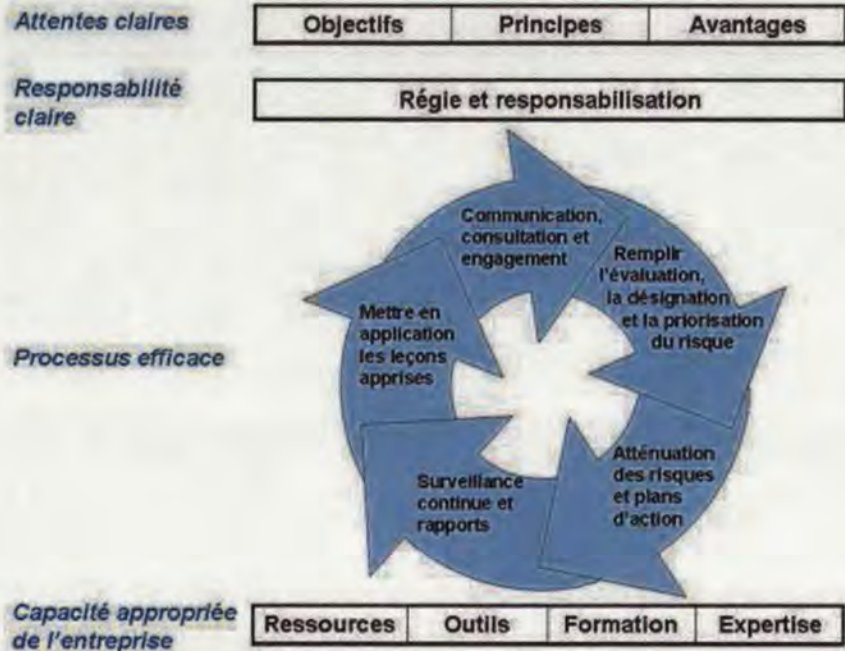 Attentes claires
Objectifs Principes Avantages
Responsabilité
claire
Régie et responsabilisation
Communication,
consultation et
engagement
Remplir
l'évaluation,
la désignation
et la priorisation
du risque
Mettre en
application
les leçons
apprises
Processus efficace
Atténuation
des risques
et plans
d'action
Surveillance
continue et
rapports
Capacité appropriée
de l'entreprise
Ressources Outils Formation Expertise